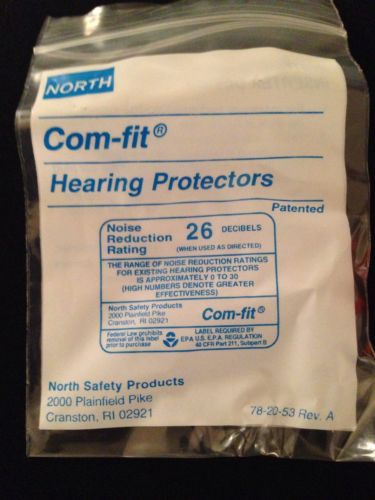 NORTH
Com-fit®
Hearing Protectors
Patented
Noise Reduction Rating 26 DECIBELS
(WHEN USED AS DIRECTED)
THE RANGE OF NOISE REDUCTION RATINGS
FOR EXISTING HEARING PROTECTORS
IS APPROXIMATELY 0 TO 30
(HIGH NUMBERS DENOTE GREATER
EFFECTIVENESS)
North Safety Products
2000 Plainfield Pike
Cranston, RI 02921
Com-fit®
Federal Law prohibits
removal of this label
prior to purchase
EPA
LABEL REQUIRED BY
U.S. E.P.A. REGULATION
40 CFR Part 211, Subpart B
North Safety Products
2000 Plainfield Pike
Cranston, RI 02921
78-20-53 Rev. A